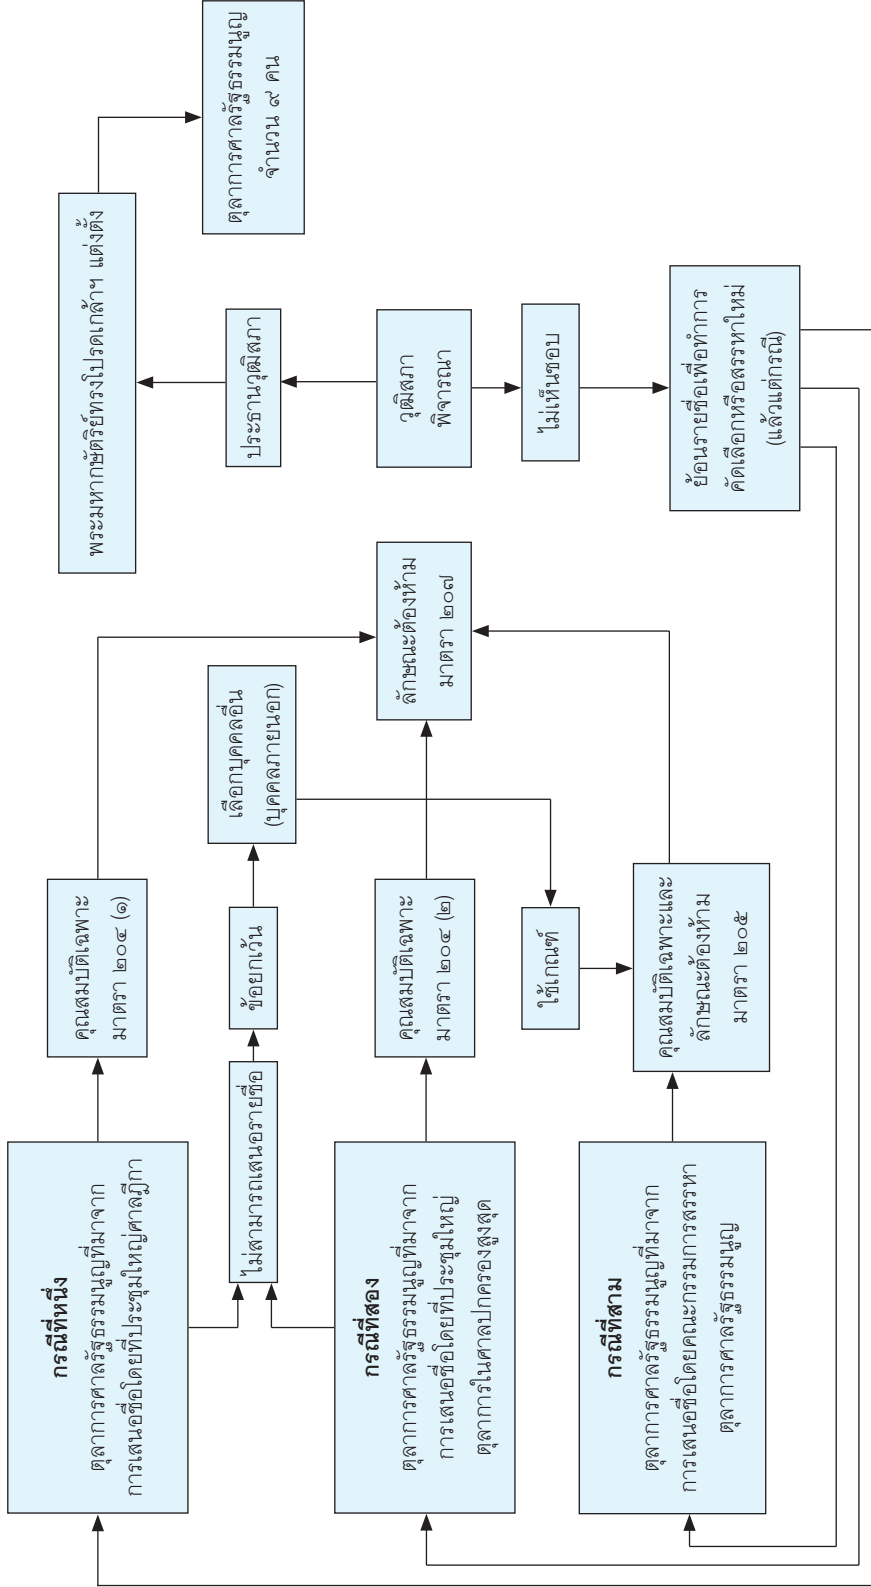 กรณีที่หนึ่ง
ตุลาการศาลรัฐธรรมนูญที่มาจาก
การเสนอชื่อโดยที่ประชุมใหญ่ศาลฎีกา
คุณสมบัติเฉพาะ
มาตรา ๒๐๔ (๑)
ไม่สามารถเสนอรายชื่อ
ข้อยกเว้น
เลือกบุคคลอื่น
(บุคคลภายนอก)
กรณีที่สอง
ตุลาการศาลรัฐธรรมนูญที่มาจาก
การเสนอชื่อโดยที่ประชุมใหญ่
ตุลาการในศาลปกครองสูงสุด
คุณสมบัติเฉพาะ
มาตรา ๒๐๔ (๒)
ใช้เกณฑ์
กรณีที่สาม
ตุลาการศาลรัฐธรรมนูญที่มาจาก
การเสนอชื่อโดยคณะกรรมการสรรหา
ตุลาการศาลรัฐธรรมนูญ
คุณสมบัติเฉพาะและ
ลักษณะต้องห้าม
มาตรา ๒๐๕
ลักษณะต้องห้าม
มาตรา ๒๐๗
วุฒิสภา
พิจารณา
ประธานวุฒิสภา
พระมหากษัตริย์ทรงโปรดเกล้าฯ แต่งตั้ง
ตุลาการศาลรัฐธรรมนูญ
จำนวน ๙ คน
ไม่เห็นชอบ
ย้อนรายชื่อเพื่อทำการ
คัดเลือกหรือสรรหาใหม่
(แล้วแต่กรณี)